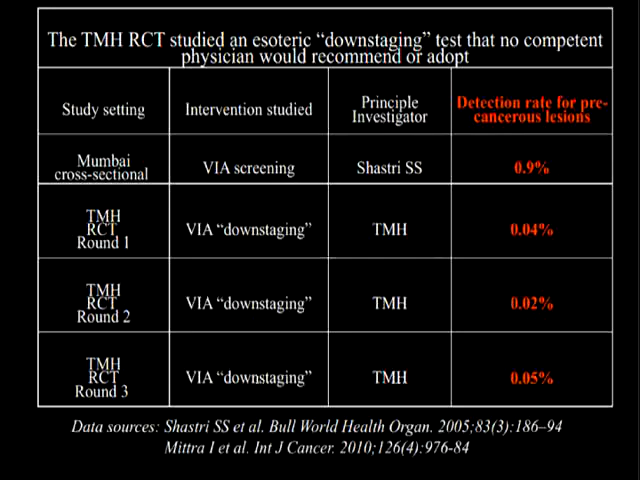 The TMH RCT studied an esoteric “downstaging” test that no competent
physician would recommend or adopt
Study setting
Intervention studied
Principle
Investigator
Detection rate for pre-
cancerous lesions
Mumbai
cross-sectional
VIA screening
Shastri SS
0.9%
TMH
RCT
Round 1
VIA “downstaging”
TMH
0.04%
TMH
RCT
Round 2
VIA “downstaging”
TMH
0.02%
TMH
RCT
Round 3
VIA “downstaging”
TMH
0.05%
Data sources: Shastri SS et al. Bull World Health Organ. 2005;83(3):186–94
Mittra I et al. Int J Cancer. 2010;126(4):976-84